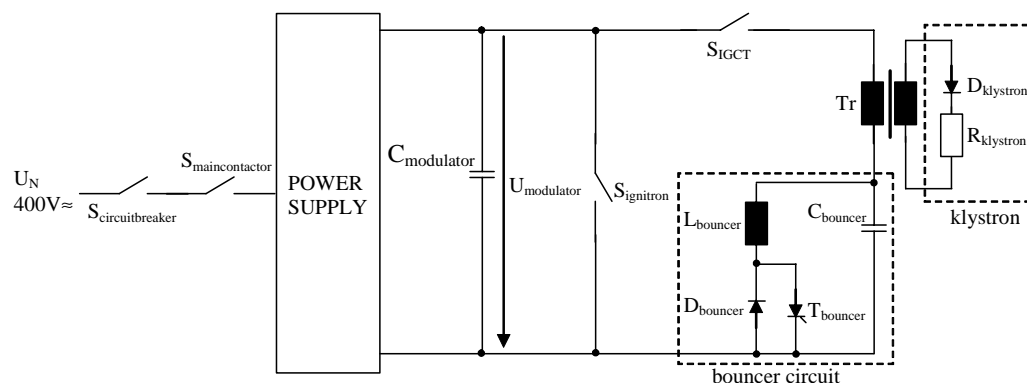 U_N
400V≈
S_circuitbreaker
S_maincontactor
POWER
SUPPLY
C_modulator
U_modulator
S_ignitron
S_IGCT
Tr
D_klystron
R_klystron
klystron
L_bouncer
C_bouncer
D_bouncer
T_bouncer
bouncer circuit